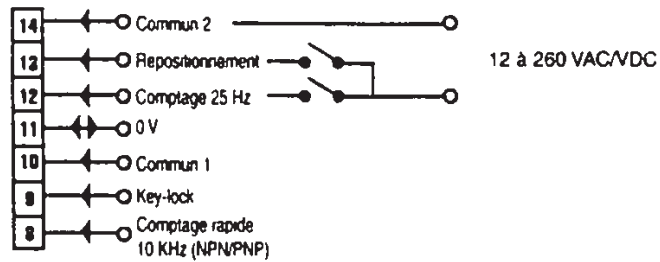 14 Commun 2
13 Repositionnement 12 à 260 VAC/VDC
12 Comptage 25 Hz
11 0 V
10 Commun 1
9 Key-lock
8 Comptage rapide
10 KHz (NPN/PNP)